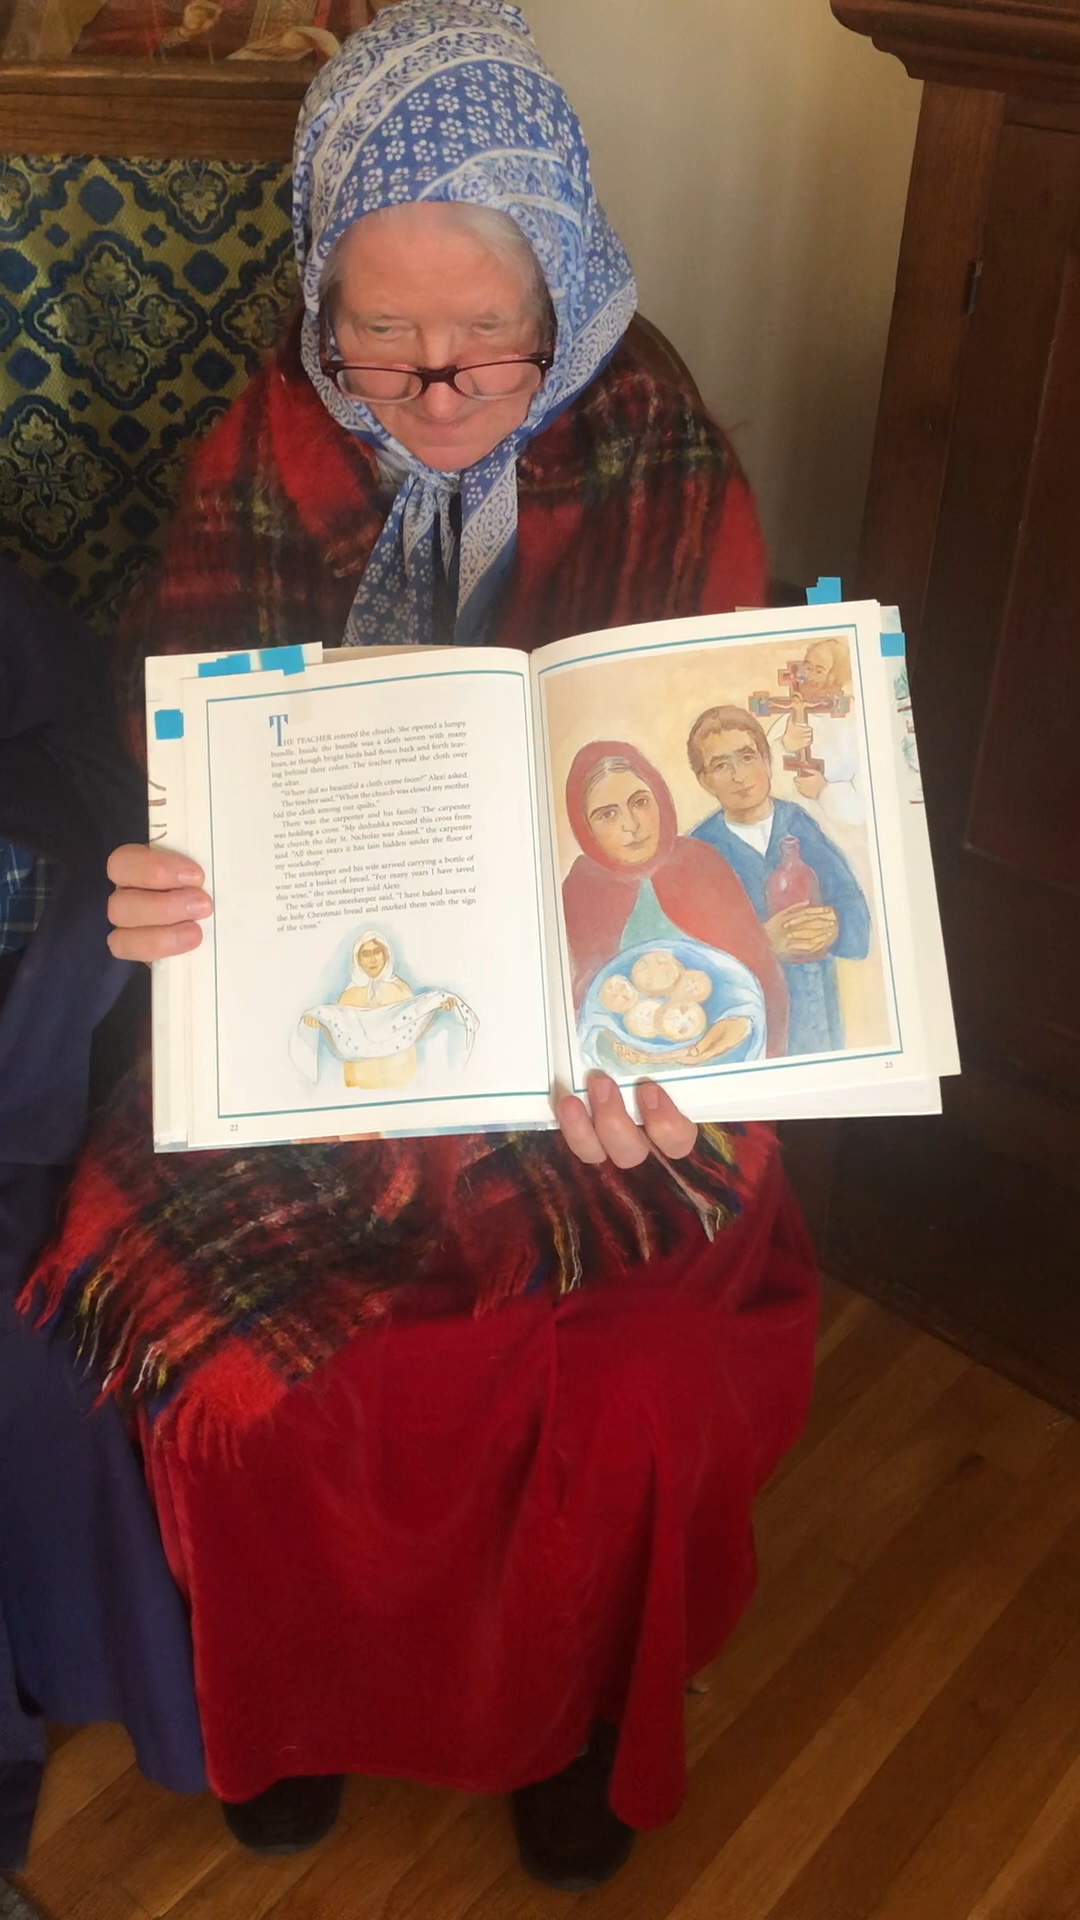 THE TEACHER entered the church. She opened a lumpy
bundle. Inside the bundle was a cloth woven with many
lines, as though bright birds had flown back and forth leav-
ing behind their colors. The teacher spread the cloth over
the altar.
"Where did so beautiful a cloth come from?" Alexi asked.
The teacher said, "When the church was closed my mother
hid the cloth among our quilts."
There was the carpenter and his family. The carpenter
was holding a cross. "My dedushka rescued this cross from
the church the day St. Nicholas was closed," the carpenter
said. "All these years it has lain hidden under the floor of
my workshop."
The storekeeper and his wife arrived carrying a bottle of
wine and a basket of bread. "For many years I have saved
this wine," the storekeeper told Alexi.
The wife of the storekeeper said, "I have baked loaves of
the holy Christmas bread and marked them with the sign
of the cross."
22
23